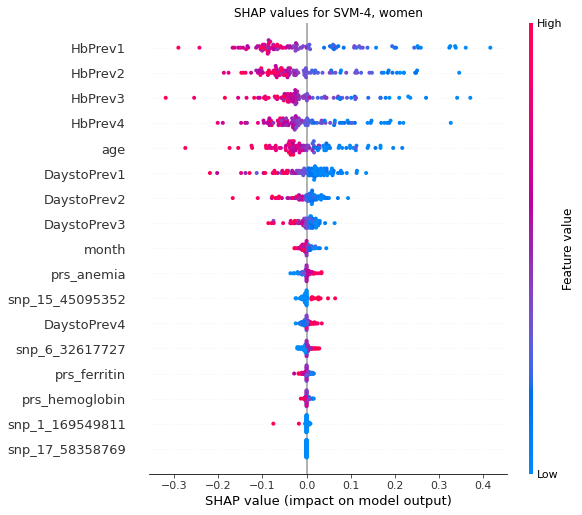 SHAP values for SVM-4, women
High
HbPrev1
HbPrev2
HbPrev3
HbPrev4
age
DaystoPrev1
DaystoPrev2
DaystoPrev3
month
prs_anemia
snp_15_45095352
DaystoPrev4
snp_6_32617727
prs_ferritin
prs_hemoglobin
snp_1_169549811
snp_17_58358769
Feature value
Low
−0.3 −0.2 −0.1 0.0 0.1 0.2 0.3 0.4
SHAP value (impact on model output)